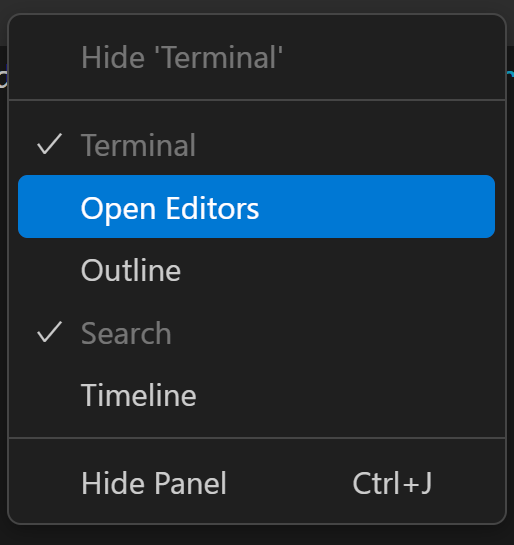 Hide 'Terminal'
Terminal
Open Editors
Outline
Search
Timeline
Hide Panel Ctrl+J